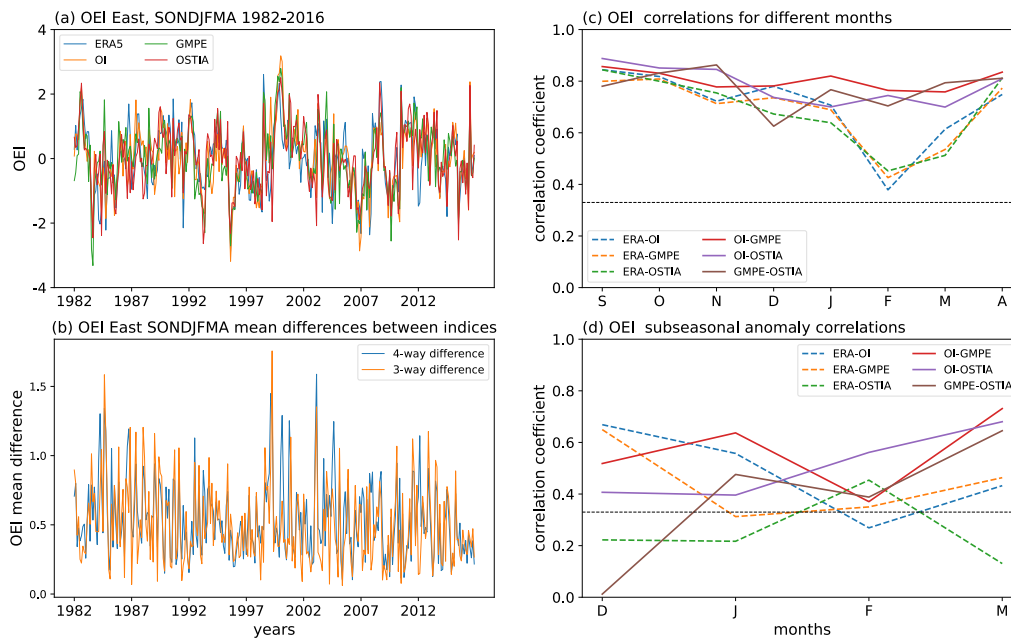 (a) OEI East, SONDJFMA 1982-2016
4
2
0
-2
-4
OEI
ERA5
OI
GMPE
OSTIA
1982
1987
1992
1997
2002
2007
2012
(c) OEI  correlations for different months
1.0
0.8
0.6
0.4
0.2
0.0
correlation coefficient
ERA-OI
ERA-GMPE
ERA-OSTIA
OI-GMPE
OI-OSTIA
GMPE-OSTIA
S
O
N
D
J
F
M
A
(b) OEI East SONDJFMA mean differences between indices
1.5
1.0
0.5
0.0
OEI mean difference
4-way difference
3-way difference
1982
1987
1992
1997
2002
2007
2012
years
(d) OEI  subseasonal anomaly correlations
1.0
0.8
0.6
0.4
0.2
0.0
correlation coefficient
ERA-OI
ERA-GMPE
ERA-OSTIA
OI-GMPE
OI-OSTIA
GMPE-OSTIA
D
J
F
M
months